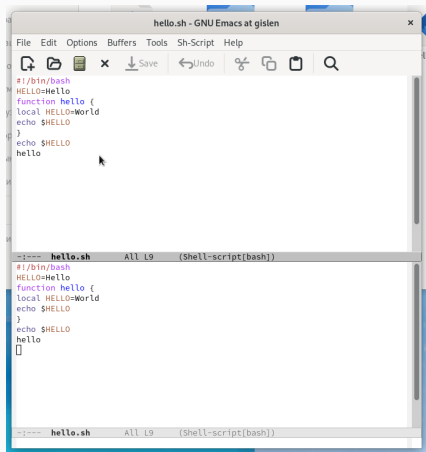 hello.sh - GNU Emacs at gislen
File Edit Options Buffers Tools Sh-Script Help
Save Undo
#!/bin/bash
HELLO=Hello
function hello {
local HELLO=World
echo $HELLO
}
echo $HELLO
hello
-:--- hello.sh All L9 (Shell-script[bash])
#!/bin/bash
HELLO=Hello
function hello {
local HELLO=World
echo $HELLO
}
echo $HELLO
hello
-:--- hello.sh All L9 (Shell-script[bash])